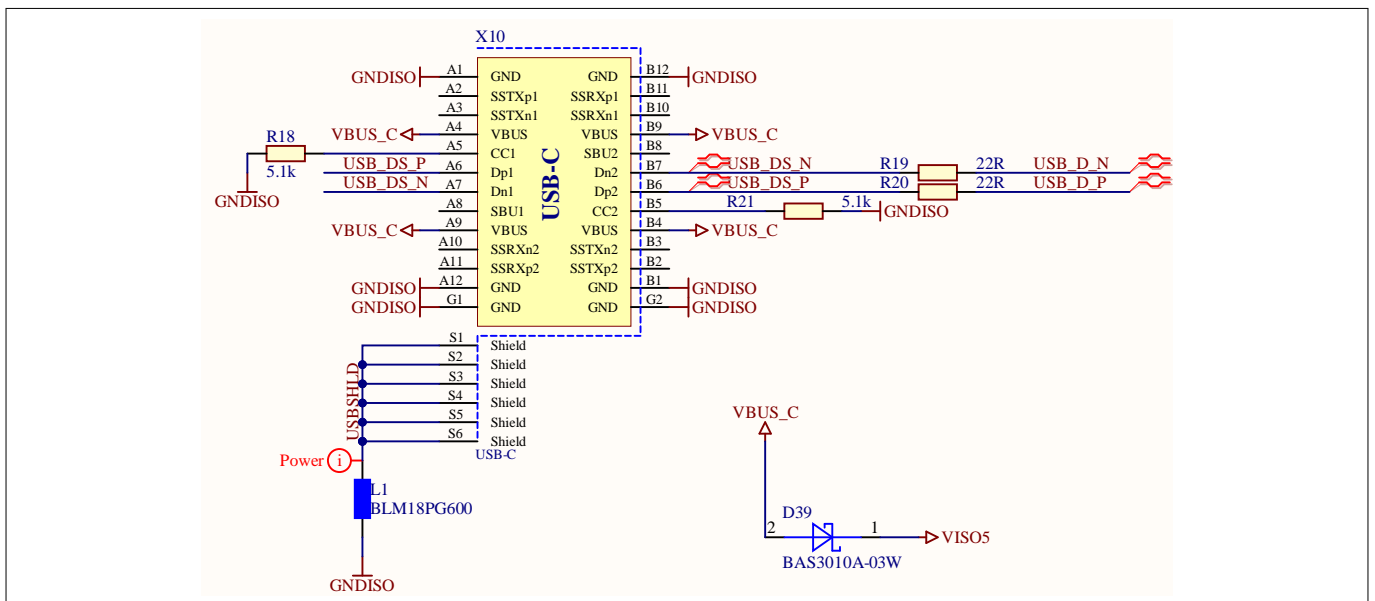 X10
GNDISO A1 GND GND B12 GNDISO
A2 SSTXp1 SSRXp1 B11
A3 SSTXn1 SSRXn1 B10
VBUS_C A4 VBUS VBUS B9 VBUS_C
R18 5.1k GNDISO A5 CC1 SBU2 B8
USB_DS_P A6 Dp1 Dn2 B7 USB_DS_N R19 22R USB_D_N
USB_DS_N A7 Dn1 Dp2 B6 USB_DS_P R20 22R USB_D_P
A8 SBU1 CC2 B5 R21 5.1k GNDISO
VBUS_C A9 VBUS VBUS B4 VBUS_C
A10 SSRXn2 SSTXn2 B3
A11 SSRXp2 SSTXp2 B2
GNDISO A12 GND GND B1 GNDISO
GNDISO G1 GND GND G2 GNDISO
USB-C
S1 Shield
S2 Shield
S3 Shield
S4 Shield
S5 Shield
S6 Shield
USB-C
USBSHLD
Power i
L1
BLM18PG600
GNDISO
VBUS_C
D39
2 1 VISO5
BAS3010A-03W